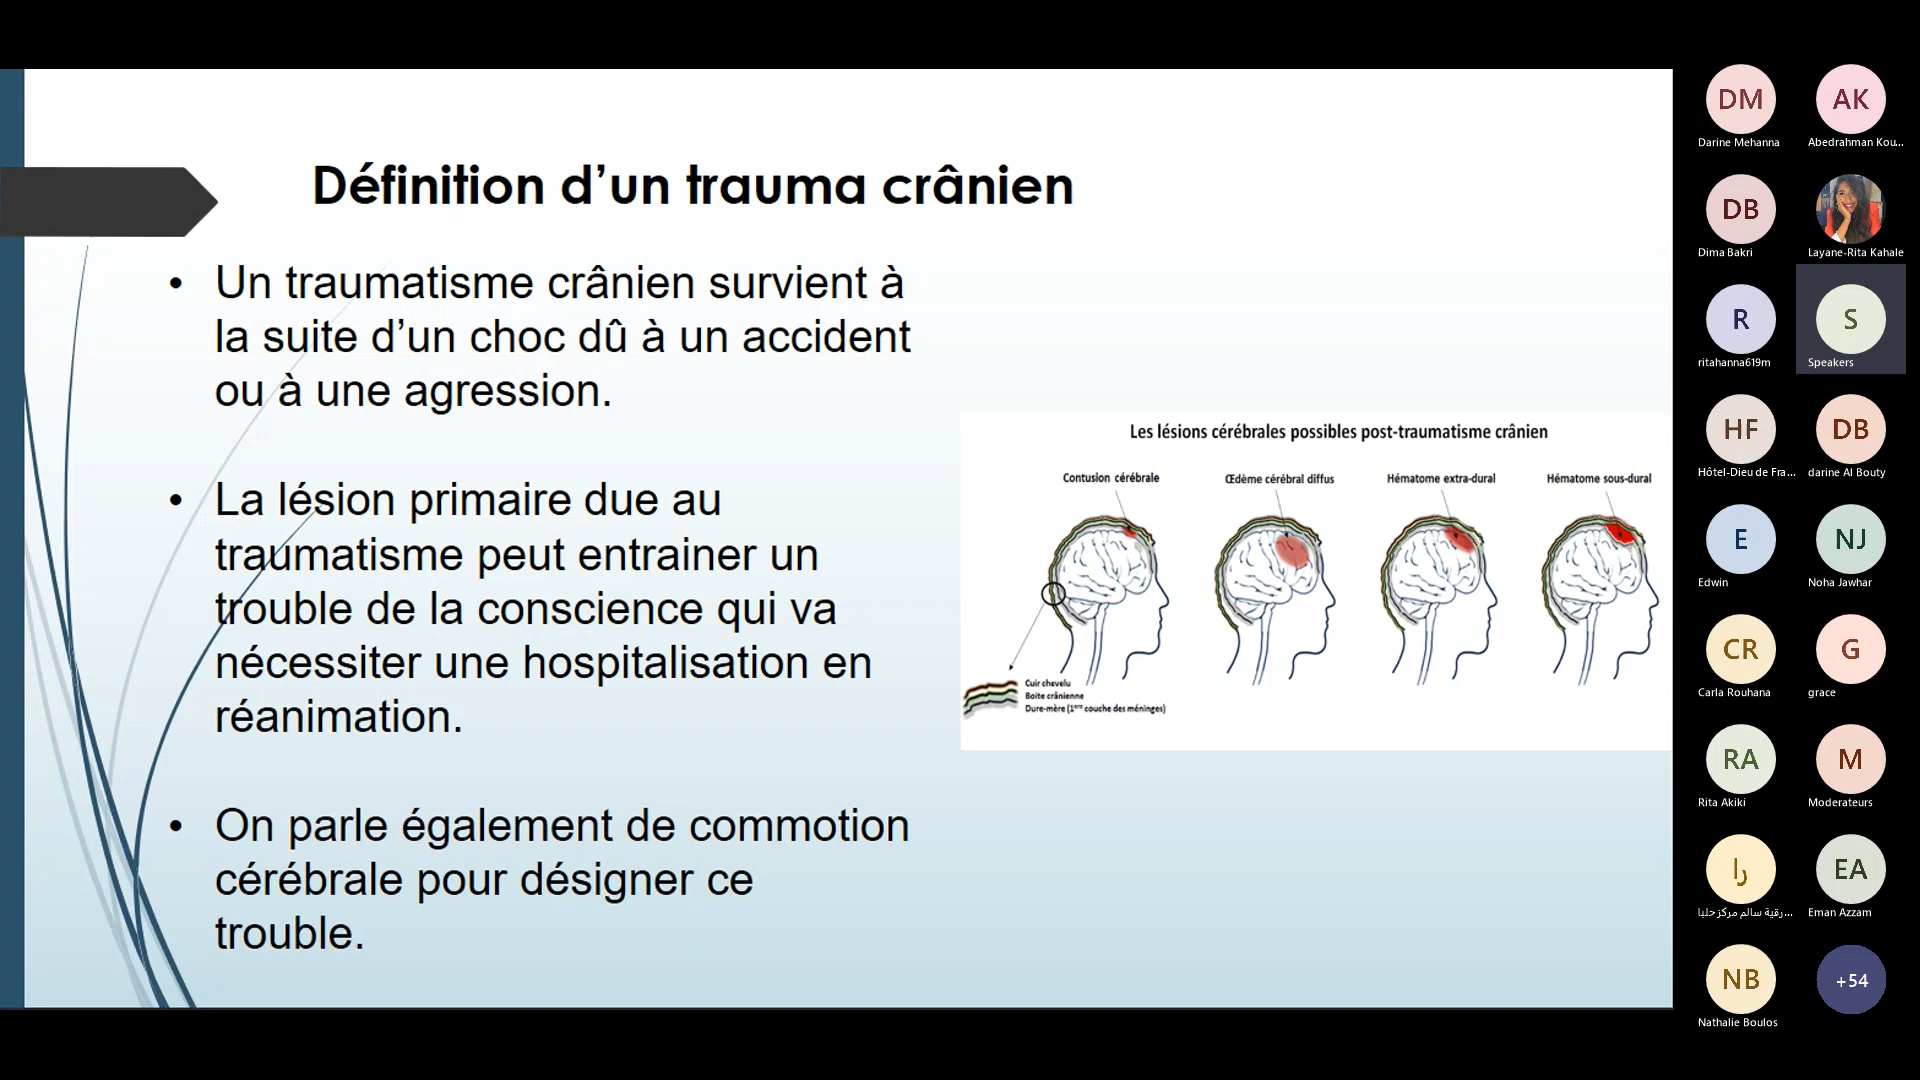 Définition d’un trauma crânien
• Un traumatisme crânien survient à
la suite d’un choc dû à un accident
ou à une agression.
• La lésion primaire due au
traumatisme peut entrainer un
trouble de la conscience qui va
nécessiter une hospitalisation en
réanimation.
• On parle également de commotion
cérébrale pour désigner ce
trouble.
Les lésions cérébrales possibles post-traumatisme crânien
Contusion cérébrale
Œdème cérébral diffus
Hématome extra-dural
Hématome sous-dural
Cuir chevelu
Boite crânienne
Dure-mère (1ère couche des méninges)
DM
Darine Mehanna
AK
Abedrahman Kou...
DB
Dima Bakri
Layane-Rita Kahale
R
ritahanna619m
S
Speakers
HF
Hôtel-Dieu de Fra...
DB
darine Al Bouty
E
Edwin
NJ
Noha Jawhar
CR
Carla Rouhana
G
grace
RA
Rita Akiki
M
Moderateurs
را
رقية سالم مركز حلبا...
EA
Eman Azzam
NB
Nathalie Boulos
+54